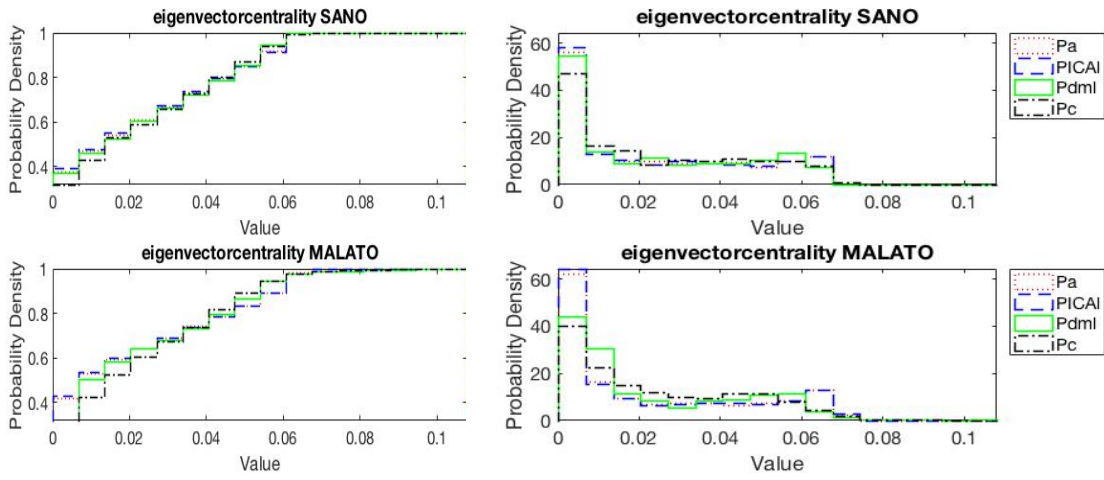 eigenvectorcentrality SANO
Probability Density
1
0.8
0.6
0.4
0
0.02
0.04
0.06
0.08
0.1
Value
eigenvectorcentrality SANO
Probability Density
60
40
20
0
0
0.02
0.04
0.06
0.08
0.1
Value
Pa
PICAl
Pdml
Pc
eigenvectorcentrality MALATO
Probability Density
1
0.8
0.6
0.4
0
0.02
0.04
0.06
0.08
0.1
Value
eigenvectorcentrality MALATO
Probability Density
60
40
20
0
0
0.02
0.04
0.06
0.08
0.1
Value
Pa
PICAl
Pdml
Pc